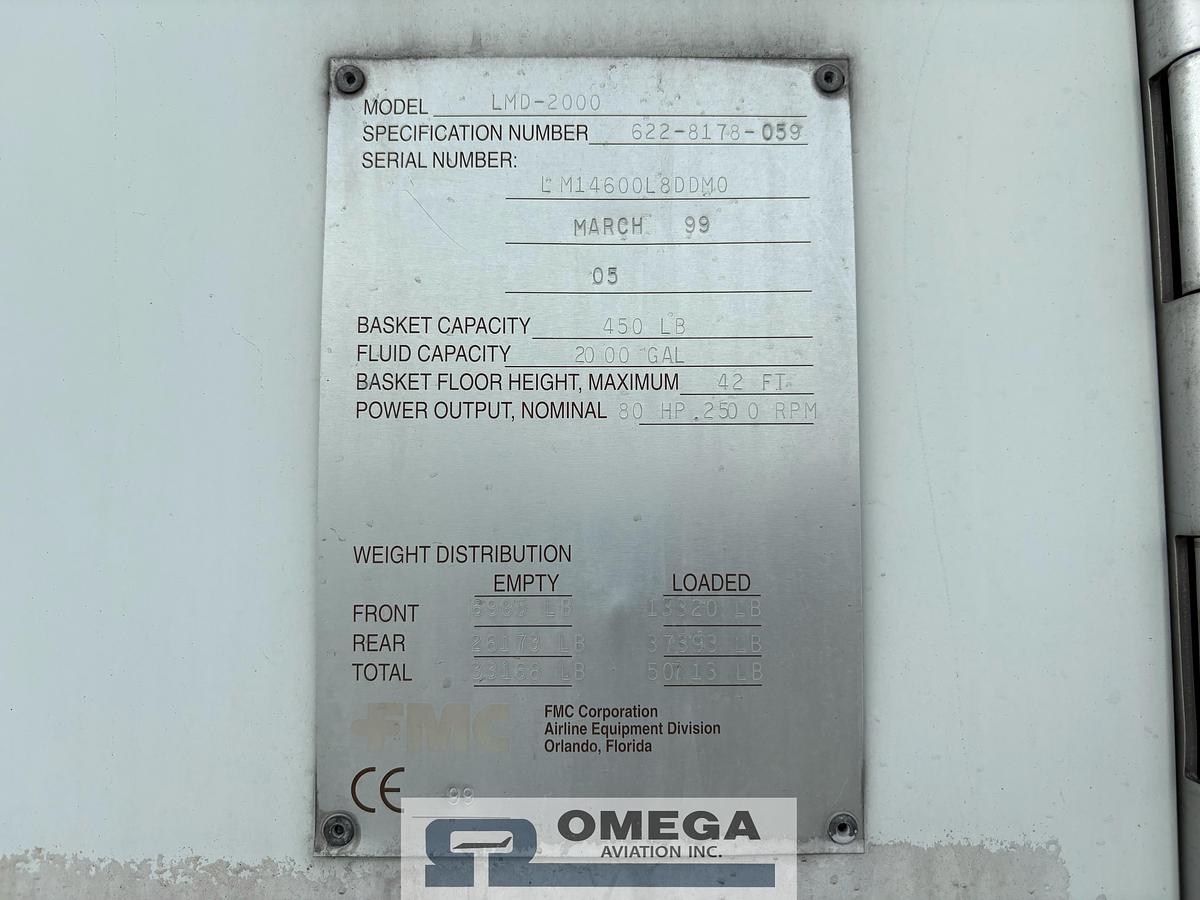 MODEL LMD-2000
SPECIFICATION NUMBER 622-8178-059
SERIAL NUMBER:
LM14600L8DDM0
MARCH 99
05
BASKET CAPACITY 450 LB
FLUID CAPACITY 2000 GAL
BASKET FLOOR HEIGHT, MAXIMUM 42 FT.
POWER OUTPUT, NOMINAL 80 HP.2500 RPM
WEIGHT DISTRIBUTION
EMPTY LOADED
FRONT LB 13320 LB
REAR 26173 LB 37393 LB
TOTAL 33168 LB 50713 LB
FMC
FMC Corporation
Airline Equipment Division
Orlando, Florida
CE 99
OMEGA
AVIATION INC.